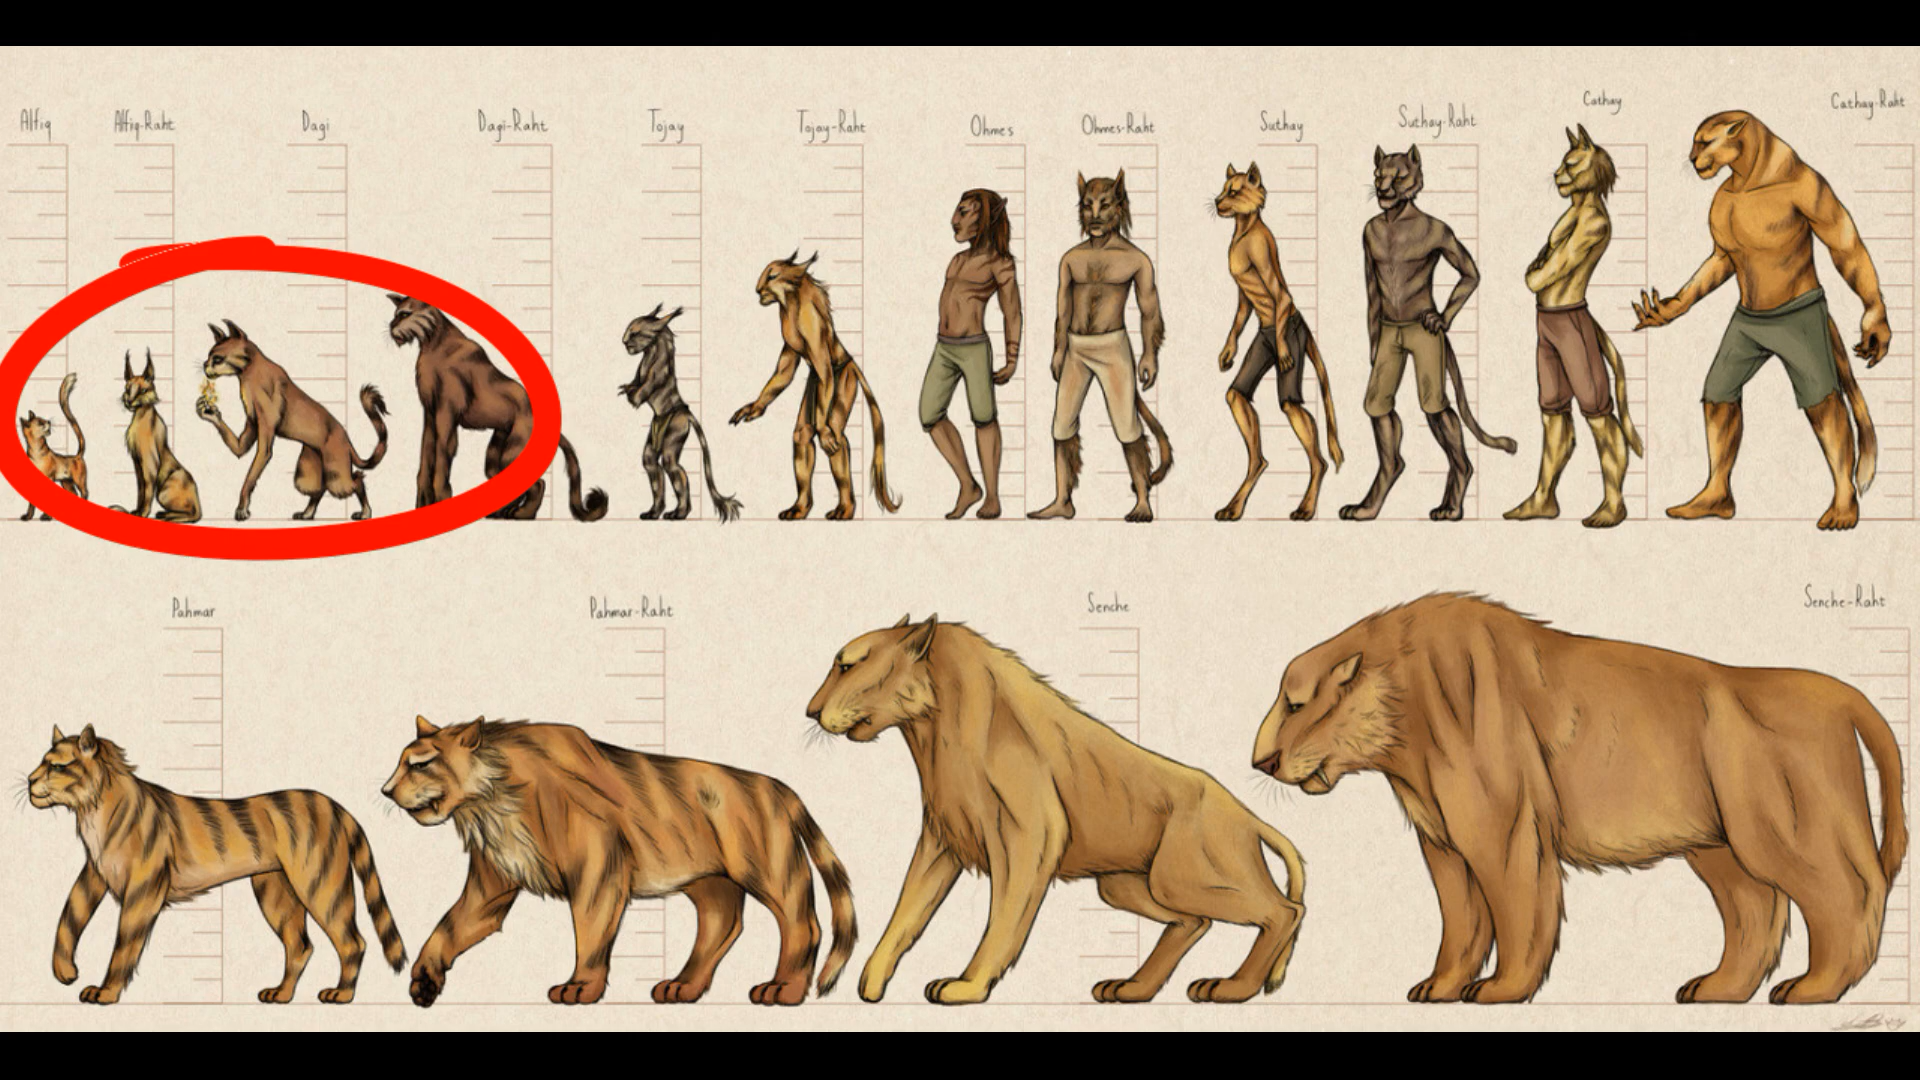 Alfiq
Alfiq-Raht
Dagi
Dagi-Raht
Tojay
Tojay-Raht
Ohmes
Ohmes-Raht
Suthay
Suthay-Raht
Cathay
Cathay-Raht
Pahmar
Pahmar-Raht
Senche
Senche-Raht